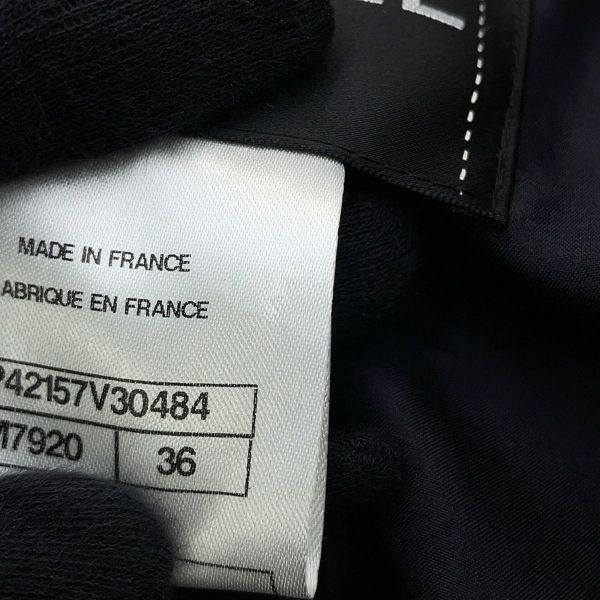 MADE IN FRANCE
ABRIQUE EN FRANCE
P42157V30484
17920 36